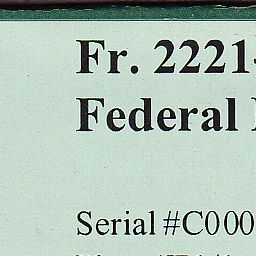 Fr. 2221-
Federal
Serial #C000